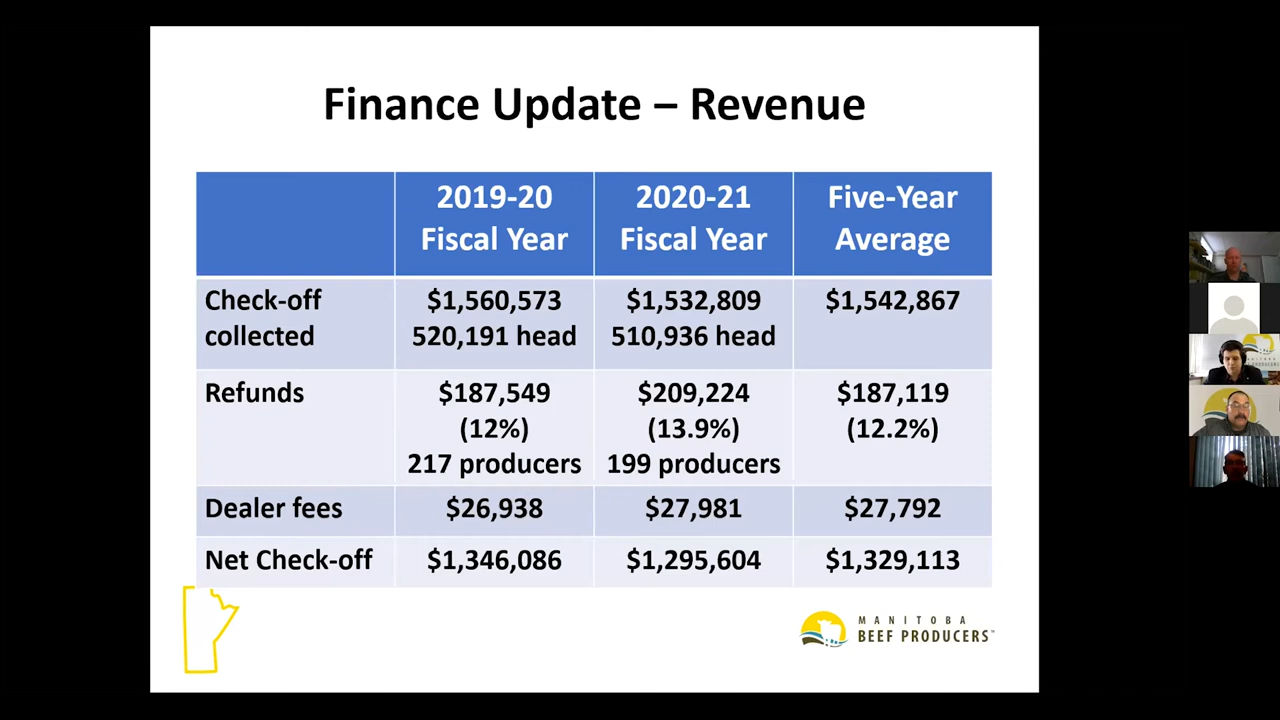 Finance Update – Revenue
2019-20 Fiscal Year
2020-21 Fiscal Year
Five-Year Average
Check-off collected
$1,560,573
520,191 head
$1,532,809
510,936 head
$1,542,867
Refunds
$187,549
(12%)
217 producers
$209,224
(13.9%)
199 producers
$187,119
(12.2%)
Dealer fees
$26,938
$27,981
$27,792
Net Check-off
$1,346,086
$1,295,604
$1,329,113
MANITOBA
BEEF PRODUCERS™